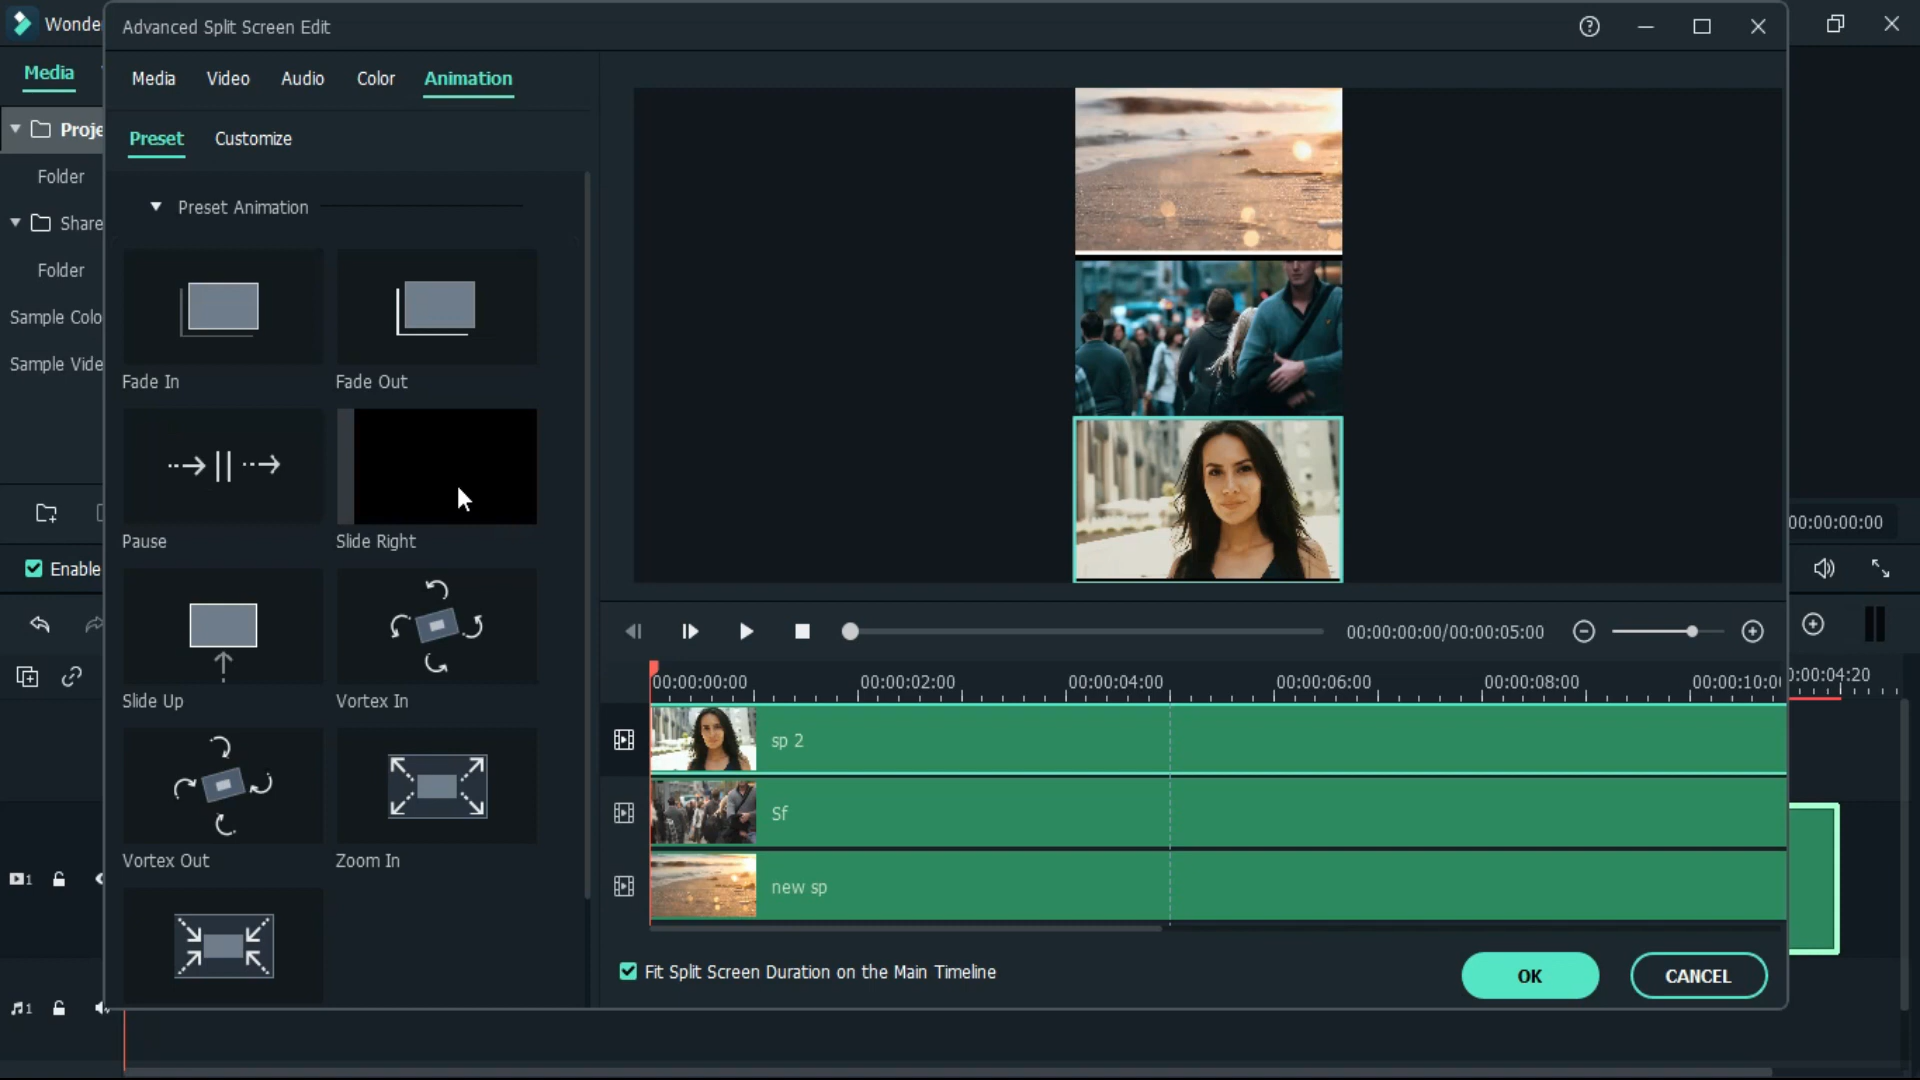 Wonde
Advanced Split Screen Edit
Media
Media
Video
Audio
Color
Animation
Proje
Preset
Customize
Folder
Preset Animation
Share
Folder
Sample Colo
Sample Vide
Fade In
Fade Out
Pause
Slide Right
Enable
00:00:00:00
Slide Up
Vortex In
00:00:00:00/00:00:05:00
00:00:00:00
00:00:02:00
00:00:04:00
00:00:06:00
00:00:08:00
00:00:10:0
0:00:04:20
sp 2
Sf
new sp
Vortex Out
Zoom In
1
Fit Split Screen Duration on the Main Timeline
OK
CANCEL
1